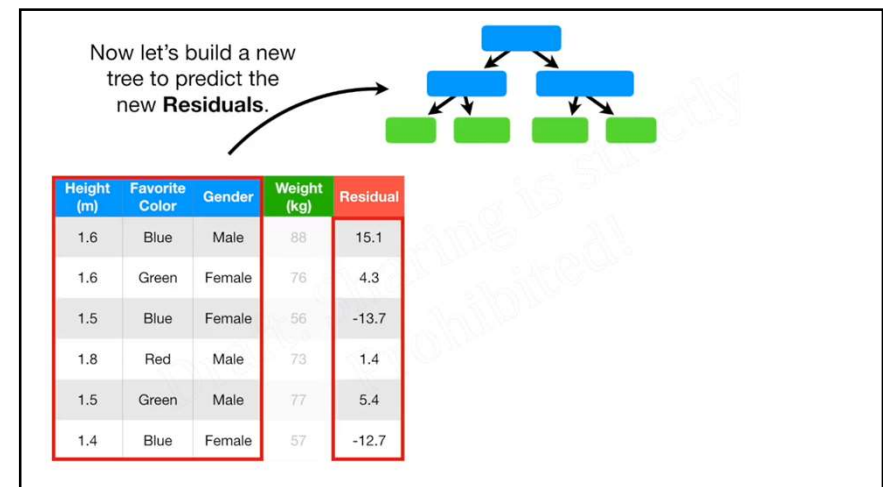 Now let's build a new
tree to predict the
new Residuals.
Height (m) Favorite Color Gender Weight (kg) Residual
1.6 Blue Male 88 15.1
1.6 Green Female 76 4.3
1.5 Blue Female 56 -13.7
1.8 Red Male 73 1.4
1.5 Green Male 77 5.4
1.4 Blue Female 57 -12.7
Prohibited!